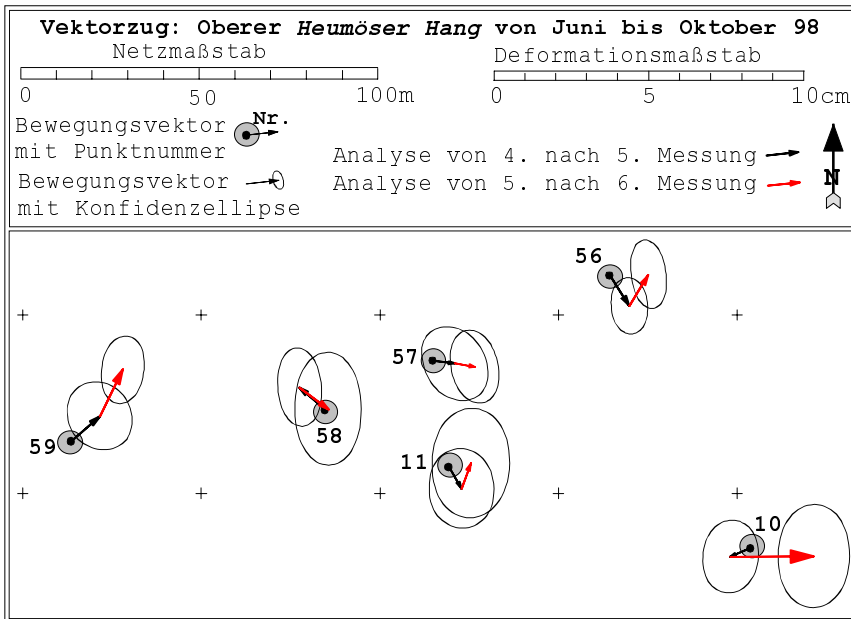 Vektorzug: Oberer Heumöser Hang von Juni bis Oktober 98
Netzmaßstab
Deformationsmaßstab
0 50 100m
0 5 10cm
Bewegungsvektor Nr.
mit Punktnummer
Analyse von 4. nach 5. Messung
Bewegungsvektor
Analyse von 5. nach 6. Messung
N
mit Konfidenzellipse
56
57
58
59
11
10